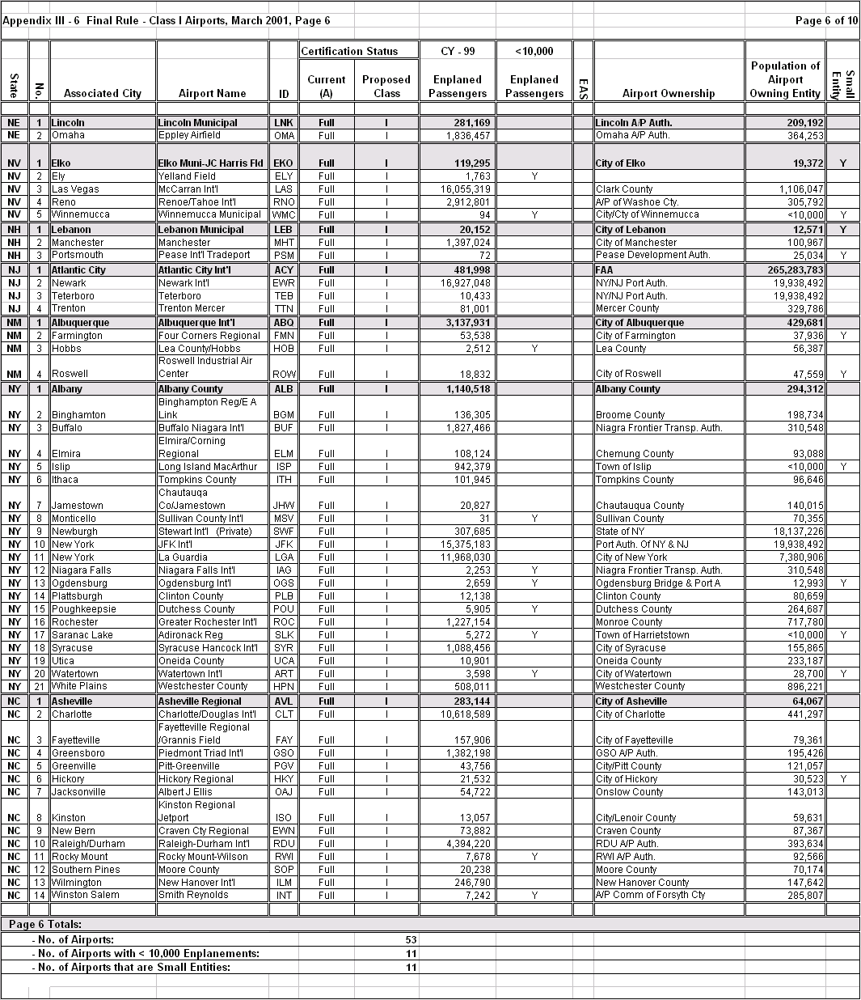 Appendix III - 6 Final Rule - Class I Airports, March 2001, Page 6 Page 6 of 10
Certification Status CY - 99 <10,000
State No. Associated City Airport Name ID Current (A) Proposed Class Enplaned Passengers Enplaned Passengers EAS Airport Ownership Population of Airport Owning Entity Small Entity
NE 1 Lincoln Lincoln Municipal LNK Full I 281,169 Lincoln A/P Auth. 209,192
NE 2 Omaha Eppley Airfield OMA Full I 1,836,457 Omaha A/P Auth. 364,253
NV 1 Elko Elko Muni-JC Harris Fld EKO Full I 119,295 City of Elko 19,372 Y
NV 2 Ely Yelland Field ELY Full I 1,763 Y
NV 3 Las Vegas McCarran Int'l LAS Full I 16,055,319 Clark County 1,106,047
NV 4 Reno Renoe/Tahoe Int'l RNO Full I 2,912,801 A/P of Washoe Cty. 305,792
NV 5 Winnemucca Winnemucca Municipal WMC Full I 94 Y City/Cty of Winnemucca <10,000 Y
NH 1 Lebanon Lebanon Municipal LEB Full I 20,152 City of Lebanon 12,571 Y
NH 2 Manchester Manchester MHT Full I 1,397,024 City of Manchester 100,967
NH 3 Portsmouth Pease Int'l Tradeport PSM Full I 72 Pease Development Auth. 25,034 Y
NJ 1 Atlantic City Atlantic City Int'l ACY Full I 481,998 FAA 265,283,783
NJ 2 Newark Newark Int'l EWR Full I 16,927,048 NY/NJ Port Auth. 19,938,492
NJ 3 Teterboro Teterboro TEB Full I 10,433 NY/NJ Port Auth. 19,938,492
NJ 4 Trenton Trenton Mercer TTN Full I 81,001 Mercer County 329,786
NM 1 Albuquerque Albuquerque Int'l ABQ Full I 3,137,931 City of Albuquerque 429,681
NM 2 Farmington Four Corners Regional FMN Full I 53,538 City of Farmington 37,936 Y
NM 3 Hobbs Lea County/Hobbs HOB Full I 2,512 Y Lea County 56,387
Roswell Industrial Air
NM 4 Roswell Center ROW Full I 18,832 City of Roswell 47,559 Y
NY 1 Albany Albany County ALB Full I 1,140,518 Albany County 294,312
Binghampton Reg/E A
NY 2 Binghamton Link BGM Full I 136,305 Broome County 198,734
NY 3 Buffalo Buffalo Niagara Int'l BUF Full I 1,827,466 Niagra Frontier Transp. Auth. 310,548
Elmira/Corning
NY 4 Elmira Regional ELM Full I 108,124 Chemung County 93,088
NY 5 Islip Long Island MacArthur ISP Full I 942,379 Town of Islip <10,000 Y
NY 6 Ithaca Tompkins County ITH Full I 101,945 Tompkins County 96,646
Chautauqa
NY 7 Jamestown Co/Jamestown JHW Full I 20,827 Chautauqua County 140,015
NY 8 Monticello Sullivan County Int'l MSV Full I 31 Y Sullivan County 70,355
NY 9 Newburgh Stewart Int'l (Private) SWF Full I 307,685 State of NY 18,137,226
NY 10 New York JFK Int'l JFK Full I 15,375,183 Port Auth. Of NY & NJ 19,938,492
NY 11 New York La Guardia LGA Full I 11,968,030 City of New York 7,380,906
NY 12 Niagara Falls Niagara Falls Int'l IAG Full I 2,253 Y Niagra Frontier Transp. Auth. 310,548
NY 13 Ogdensburg Ogdensburg Int'l OGS Full I 2,659 Y Ogdensburg Bridge & Port A 12,993 Y
NY 14 Plattsburgh Clinton County PLB Full I 12,138 Clinton County 80,659
NY 15 Poughkeepsie Dutchess County POU Full I 5,905 Y Dutchess County 264,687
NY 16 Rochester Greater Rochester Int'l ROC Full I 1,227,154 Monroe County 717,780
NY 17 Saranac Lake Adironack Reg SLK Full I 5,272 Y Town of Harrietstown <10,000 Y
NY 18 Syracuse Syracuse Hancock Int'l SYR Full I 1,088,456 City of Syracuse 155,865
NY 19 Utica Oneida County UCA Full I 10,901 Oneida County 233,187
NY 20 Watertown Watertown Int'l ART Full I 3,598 Y City of Watertown 28,700 Y
NY 21 White Plains Westchester County HPN Full I 508,011 Westchester County 896,221
NC 1 Asheville Asheville Regional AVL Full I 283,144 City of Asheville 64,067
NC 2 Charlotte Charlotte/Douglas Int'l CLT Full I 10,618,589 City of Charlotte 441,297
Fayetteville Regional
NC 3 Fayetteville /Grannis Field FAY Full I 157,906 City of Fayetteville 79,361
NC 4 Greensboro Piedmont Triad Int'l GSO Full I 1,382,198 GSO A/P Auth. 195,426
NC 5 Greenville Pitt-Greenville PGV Full I 43,756 City/Pitt County 121,057
NC 6 Hickory Hickory Regional HKY Full I 21,532 City of Hickory 30,523 Y
NC 7 Jacksonville Albert J Ellis OAJ Full I 54,722 Onslow County 143,013
Kinston Regional
NC 8 Kinston Jetport ISO Full I 13,057 City/Lenoir County 59,631
NC 9 New Bern Craven Cty Regional EWN Full I 73,882 Craven County 87,367
NC 10 Raleigh/Durham Raleigh-Durham Int'l RDU Full I 4,394,220 RDU A/P Auth. 393,634
NC 11 Rocky Mount Rocky Mount-Wilson RWI Full I 7,678 Y RWI A/P Auth. 92,566
NC 12 Southern Pines Moore County SOP Full I 20,238 Moore County 70,174
NC 13 Wilmington New Hanover Int'l ILM Full I 246,790 New Hanover County 147,642
NC 14 Winston Salem Smith Reynolds INT Full I 7,242 Y A/P Comm of Forsyth Cty 285,807
Page 6 Totals:
- No. of Airports: 53
- No. of Airports with < 10,000 Enplanements: 11
- No. of Airports that are Small Entities: 11